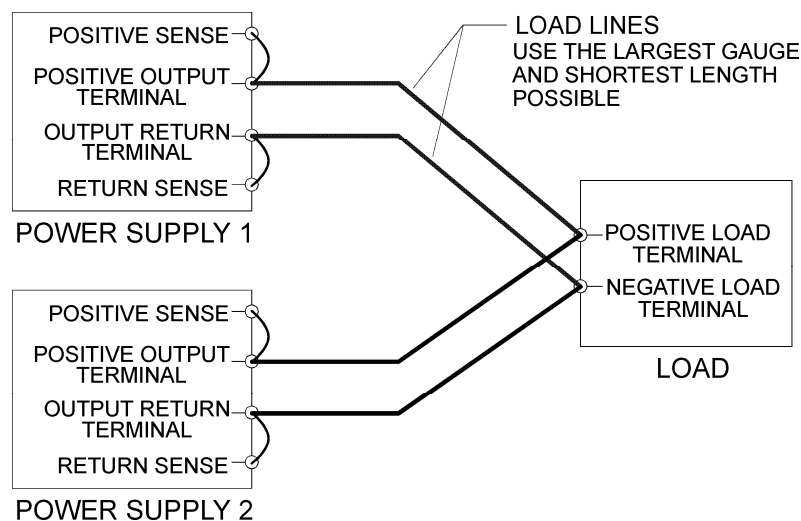 POSITIVE SENSE
POSITIVE OUTPUT
TERMINAL
OUTPUT RETURN
TERMINAL
RETURN SENSE
POWER SUPPLY 1
LOAD LINES
USE THE LARGEST GAUGE
AND SHORTEST LENGTH
POSSIBLE
POSITIVE LOAD
TERMINAL
NEGATIVE LOAD
TERMINAL
LOAD
POSITIVE SENSE
POSITIVE OUTPUT
TERMINAL
OUTPUT RETURN
TERMINAL
RETURN SENSE
POWER SUPPLY 2